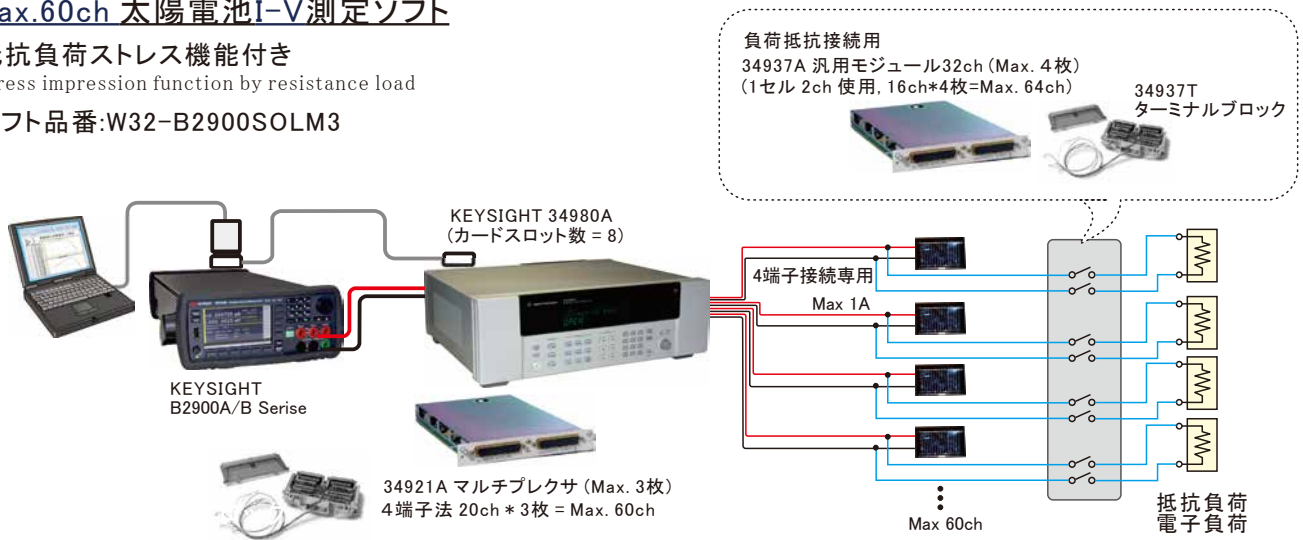 ax.60ch 太陽電池I-V測定ソフト
抗負荷ストレス機能付き
ress impression function by resistance load
フト品番:W32-B2900SOLM3
負荷抵抗接続用
34937A 汎用モジュール32ch (Max. 4枚)
(1セル 2ch 使用, 16ch*4枚=Max. 64ch)
34937T
ターミナルブロック
KEYSIGHT 34980A
(カードスロット数 = 8)
4端子接続専用
Max 1A
KEYSIGHT
B2900A/B Serise
34921A マルチプレクサ (Max. 3枚)
4端子法 20ch * 3枚 = Max. 60ch
Max 60ch
抵抗負荷
電子負荷